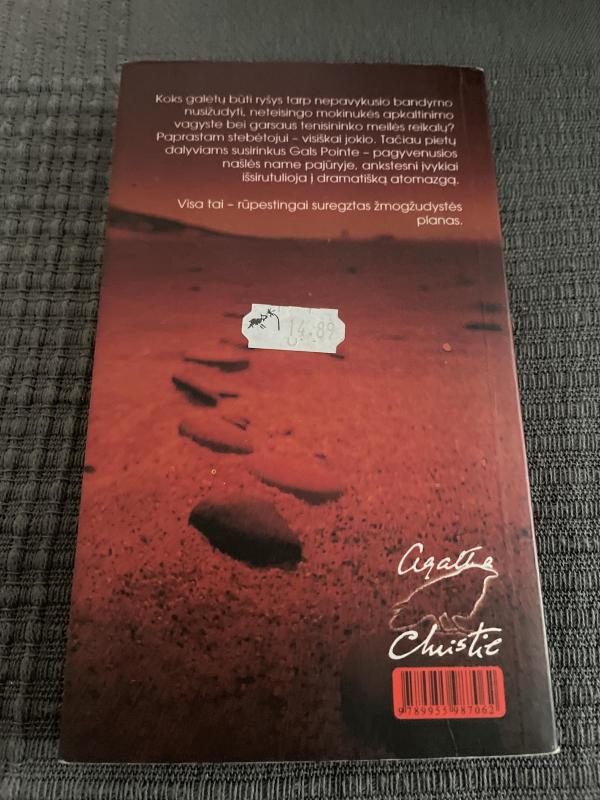 Koks galėtų būti ryšys tarp nepavykusio bandymo
nusižudyti, neteisingo mokinukės apkaltinimo
vagyste bei garsaus tenisininko meilės reikalų?
Paprastam stebėtojui – visiškai jokio. Tačiau pietų
dalyviams susirinkus Gals Pointe – pagyvenusios
našlės name pajūryje, ankstesni įvykiai
išsirutulioja į dramatišką atomazgą.
Visa tai – rūpestingai suregztas žmogžudystės
planas.
14.89
Agatha
Christie
9789955987062